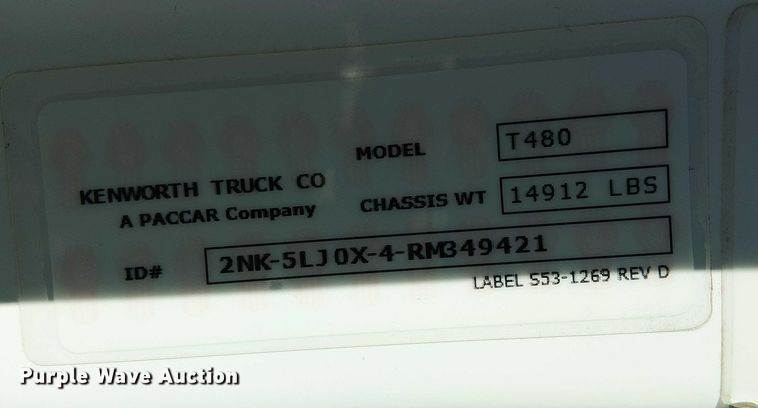 MODEL T480
KENWORTH TRUCK CO
A PACCAR Company
CHASSIS WT 14912 LBS
ID# 2NK-5LJ0X-4-RM349421
LABEL S53-1269 REV D
Purple Wave Auction